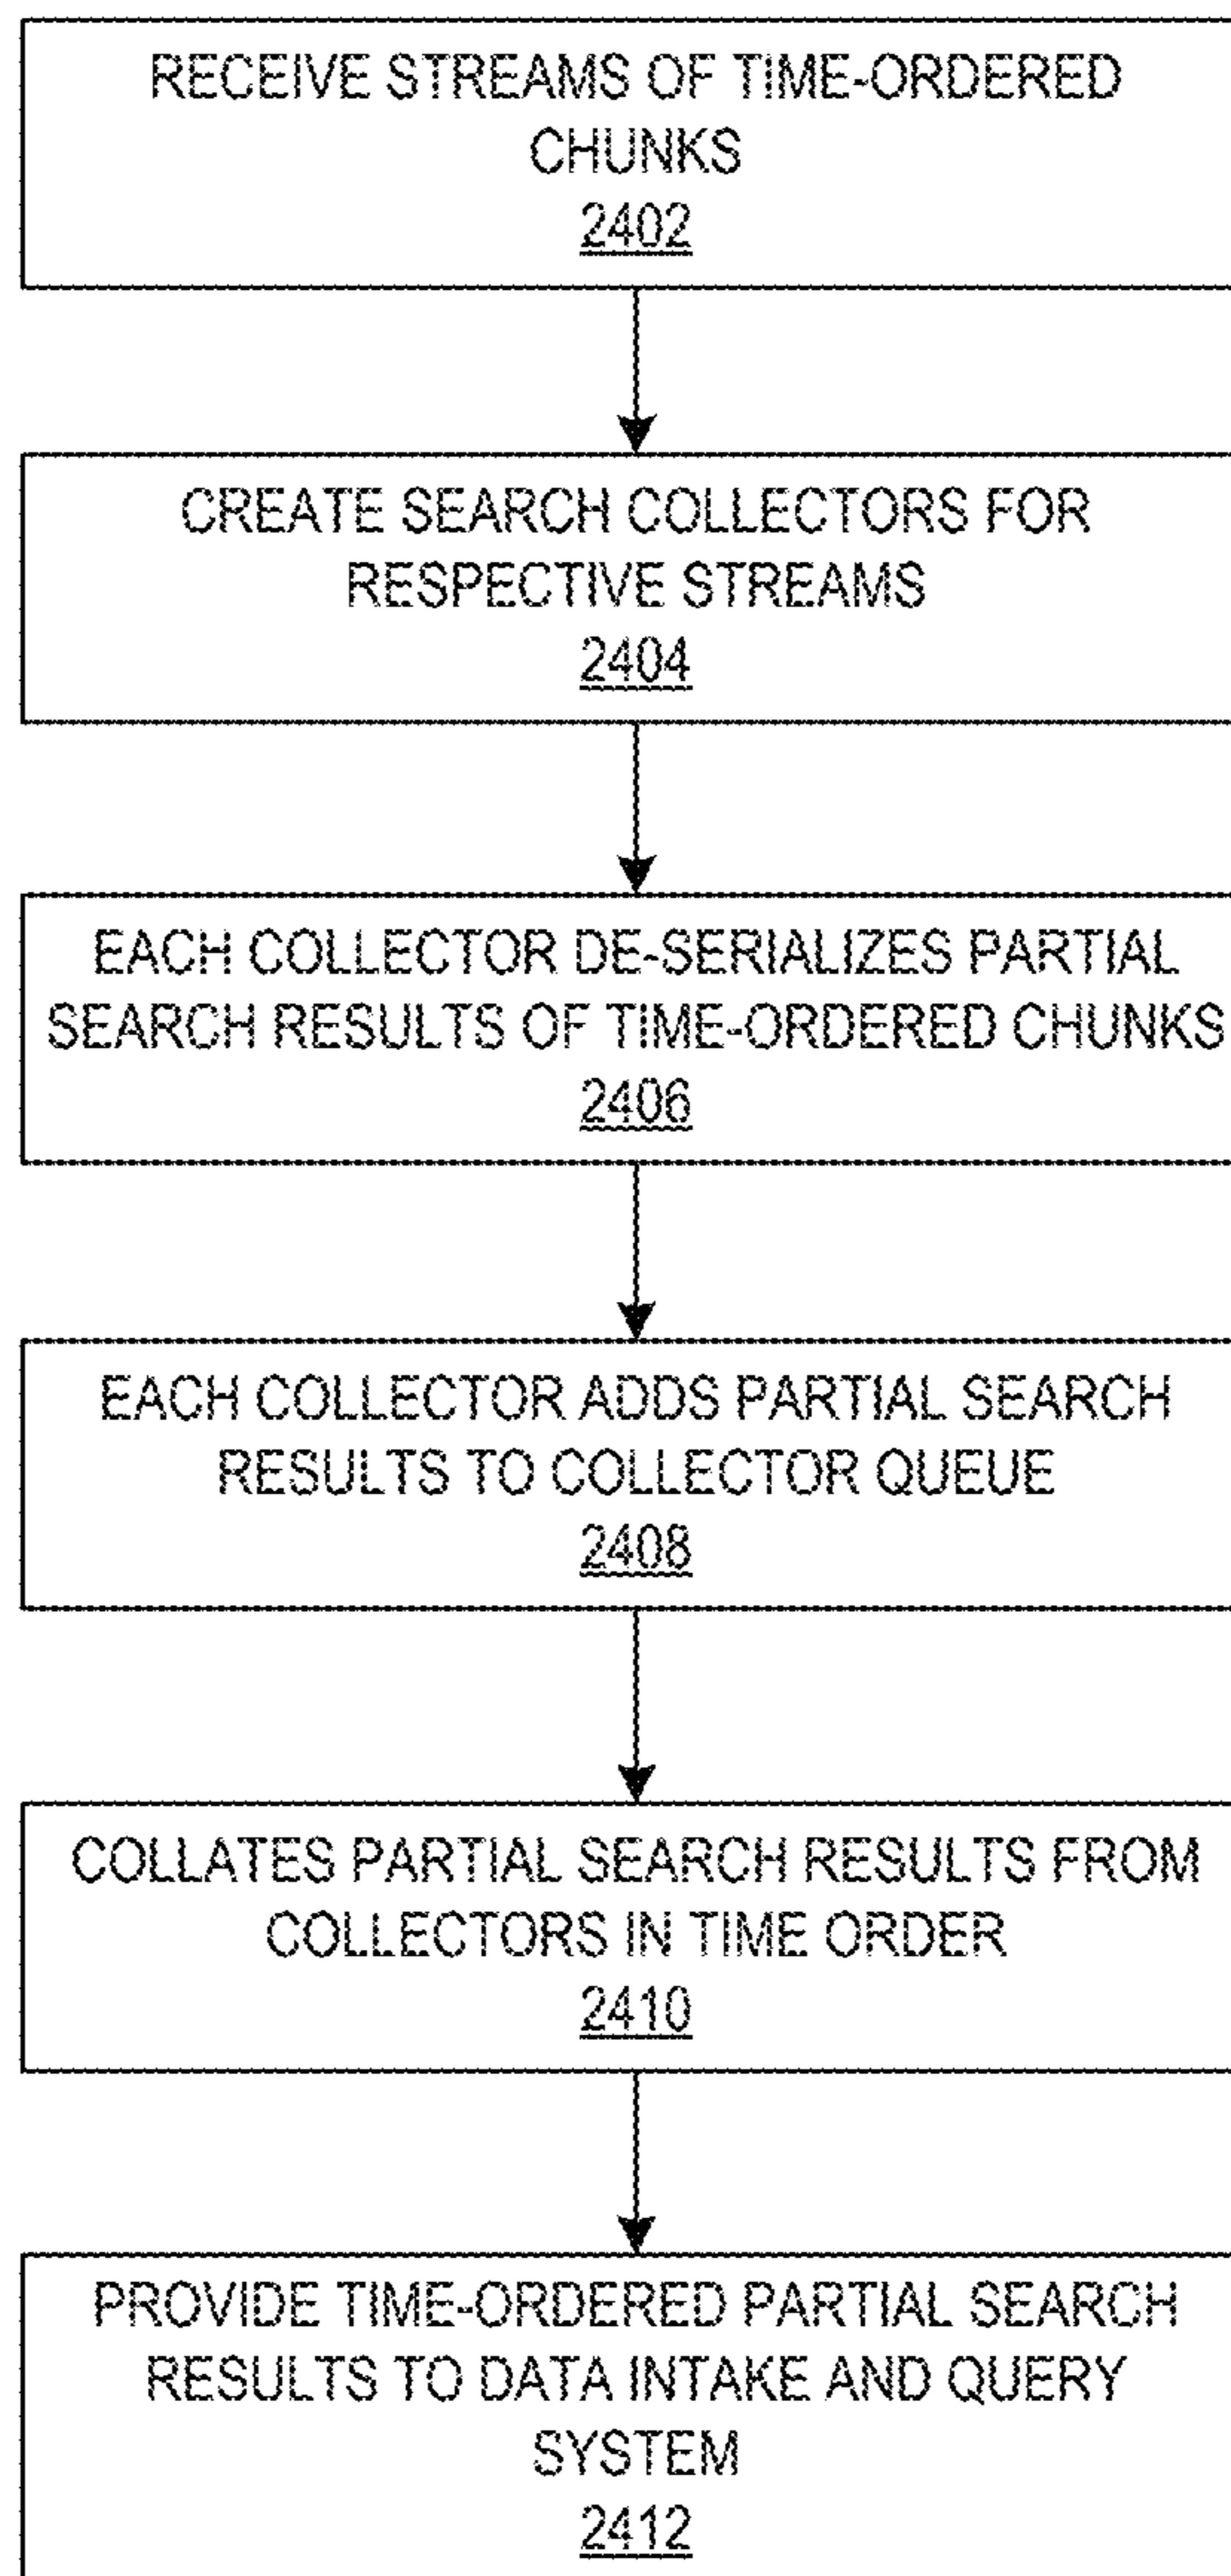 RECEIVE STREAMS OF TIME-ORDERED
CHUNKS
2402
CREATE SEARCH COLLECTORS FOR
RESPECTIVE STREAMS
2404
EACH COLLECTOR DE-SERIALIZES PARTIAL
SEARCH RESULTS OF TIME-ORDERED CHUNKS
2406
EACH COLLECTOR ADDS PARTIAL SEARCH
RESULTS TO COLLECTOR QUEUE
2408
COLLATES PARTIAL SEARCH RESULTS FROM
COLLECTORS IN TIME ORDER
2410
PROVIDE TIME-ORDERED PARTIAL SEARCH
RESULTS TO DATA INTAKE AND QUERY
SYSTEM
2412